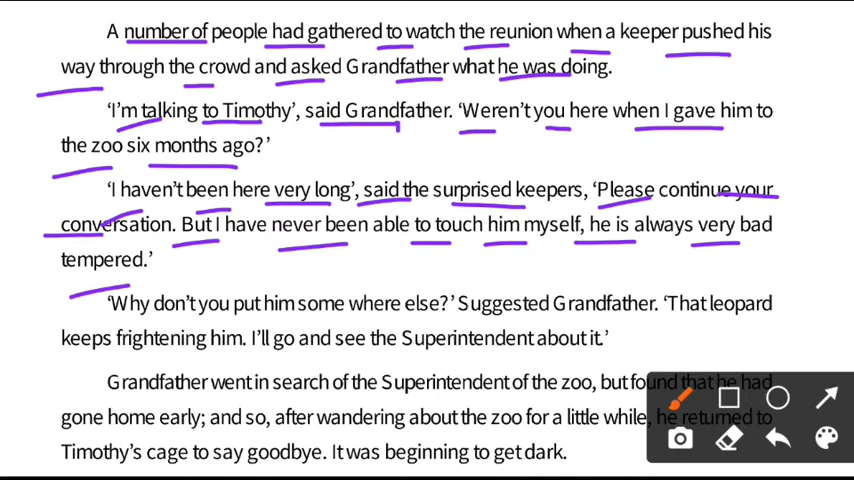 A number of people had gathered to watch the reunion when a keeper pushed his
way through the crowd and asked Grandfather what he was doing.
‘I’m talking to Timothy’, said Grandfather. ‘Weren’t you here when I gave him to
the zoo six months ago?’
‘I haven’t been here very long’, said the surprised keepers, ‘Please continue your
conversation. But I have never been able to touch him myself, he is always very bad
tempered.’
‘Why don’t you put him some where else?’ Suggested Grandfather. ‘That leopard
keeps frightening him. I’ll go and see the Superintendent about it.’
Grandfather went in search of the Superintendent of the zoo, but found that he had
gone home early; and so, after wandering about the zoo for a little while, he returned to
Timothy’s cage to say goodbye. It was beginning to get dark.